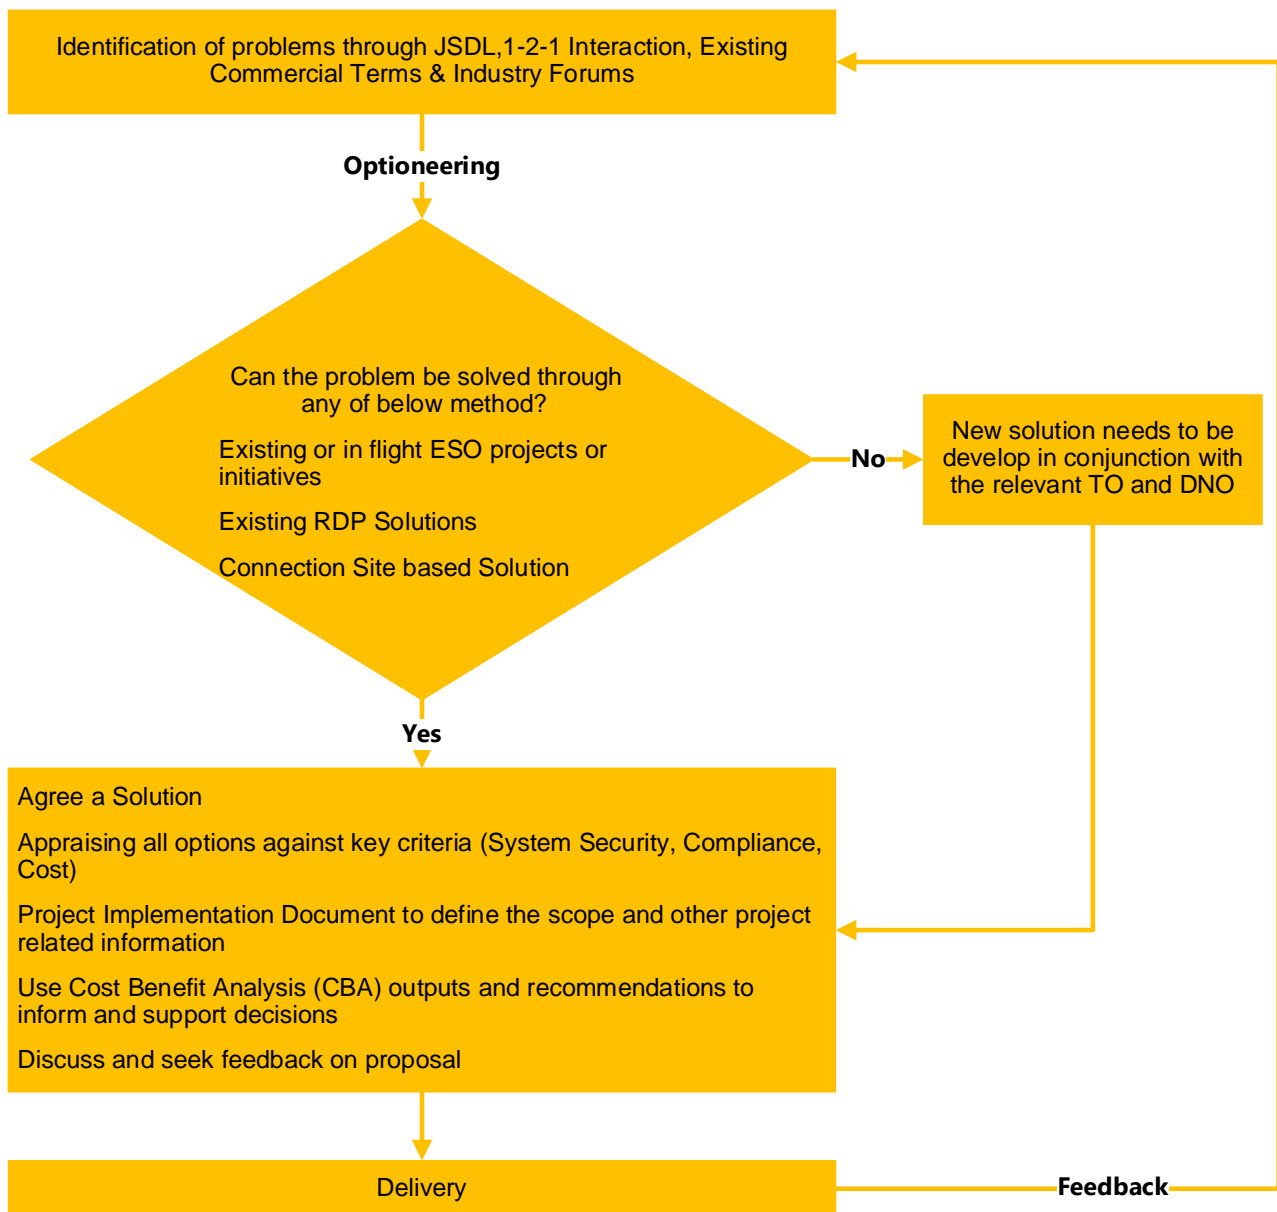 Identification of problems through JSDL,1-2-1 Interaction, Existing
Commercial Terms & Industry Forums
Optioneering
Can the problem be solved through
any of below method?
Existing or in flight ESO projects or
initiatives
Existing RDP Solutions
Connection Site based Solution
No
New solution needs to be
develop in conjunction with
the relevant TO and DNO
Yes
Agree a Solution
Appraising all options against key criteria (System Security, Compliance,
Cost)
Project Implementation Document to define the scope and other project
related information
Use Cost Benefit Analysis (CBA) outputs and recommendations to
inform and support decisions
Discuss and seek feedback on proposal
Delivery
Feedback